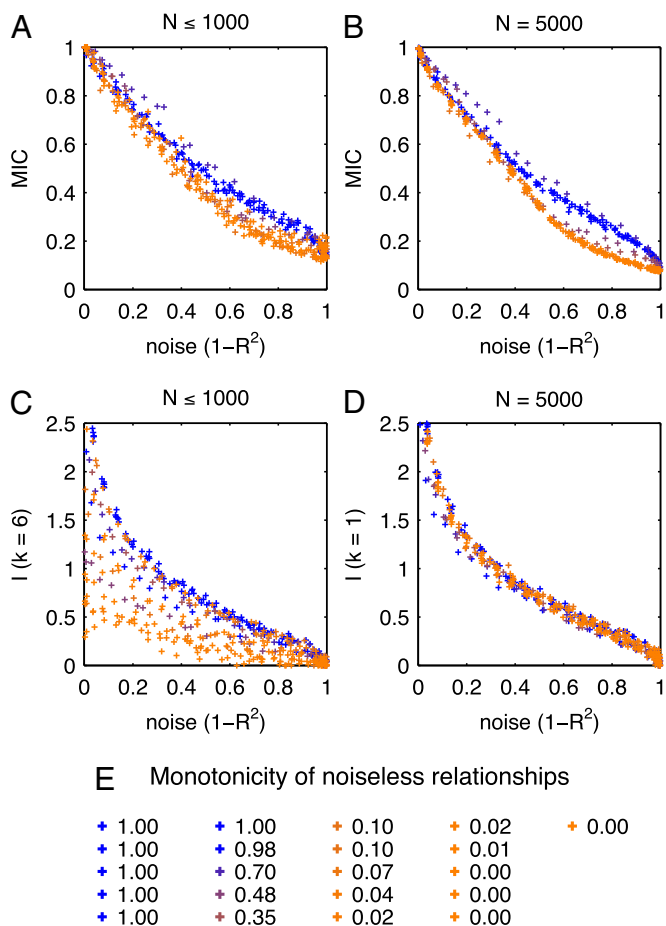 A N ≤ 1000
MIC
1
0.8
0.6
0.4
0.2
0
0 0.2 0.4 0.6 0.8 1
noise (1−R²)
B N = 5000
MIC
1
0.8
0.6
0.4
0.2
0
0 0.2 0.4 0.6 0.8 1
noise (1−R²)
C N ≤ 1000
I (k = 6)
2.5
2
1.5
1
0.5
0
0 0.2 0.4 0.6 0.8 1
noise (1−R²)
D N = 5000
I (k = 1)
2.5
2
1.5
1
0.5
0
0 0.2 0.4 0.6 0.8 1
noise (1−R²)
E Monotonicity of noiseless relationships
+ 1.00 + 1.00 + 0.10 + 0.02 + 0.00
+ 1.00 + 0.98 + 0.10 + 0.01
+ 1.00 + 0.70 + 0.07 + 0.00
+ 1.00 + 0.48 + 0.04 + 0.00
+ 1.00 + 0.35 + 0.02 + 0.00